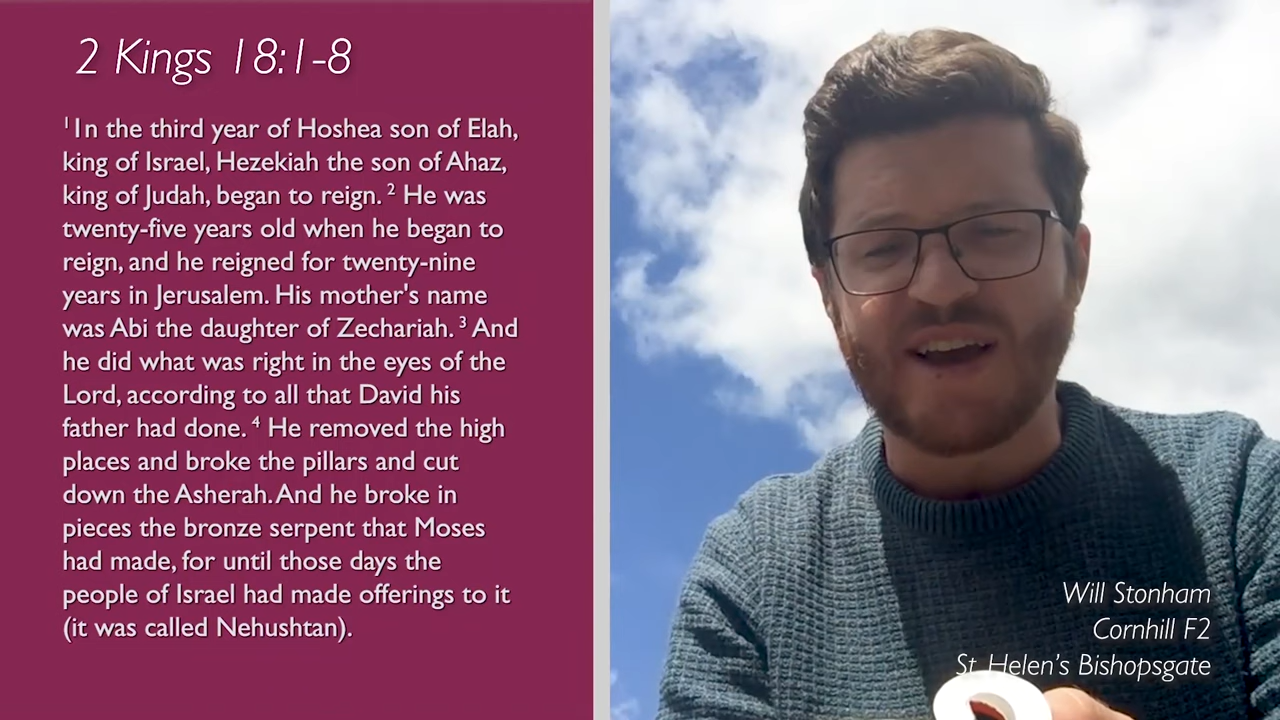 2 Kings 18:1-8
1 In the third year of Hoshea son of Elah,
king of Israel, Hezekiah the son of Ahaz,
king of Judah, began to reign. 2 He was
twenty-five years old when he began to
reign, and he reigned for twenty-nine
years in Jerusalem. His mother's name
was Abi the daughter of Zechariah. 3 And
he did what was right in the eyes of the
Lord, according to all that David his
father had done. 4 He removed the high
places and broke the pillars and cut
down the Asherah. And he broke in
pieces the bronze serpent that Moses
had made, for until those days the
people of Israel had made offerings to it
(it was called Nehushtan).
Will Stonham
Cornhill F2
St Helen's Bishopsgate